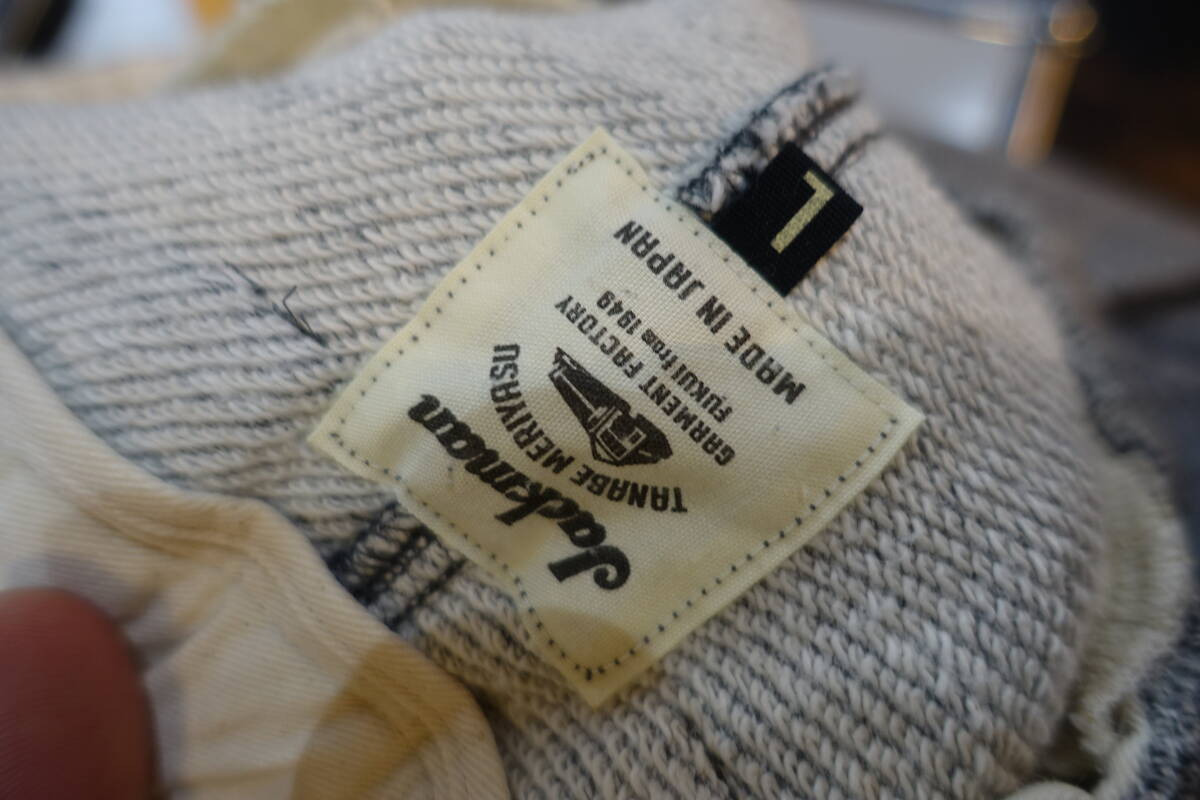 Jackman
TANABE MERIYASU
GARMENT FACTORY
FUKUI from 1949
MADE IN JAPAN
L